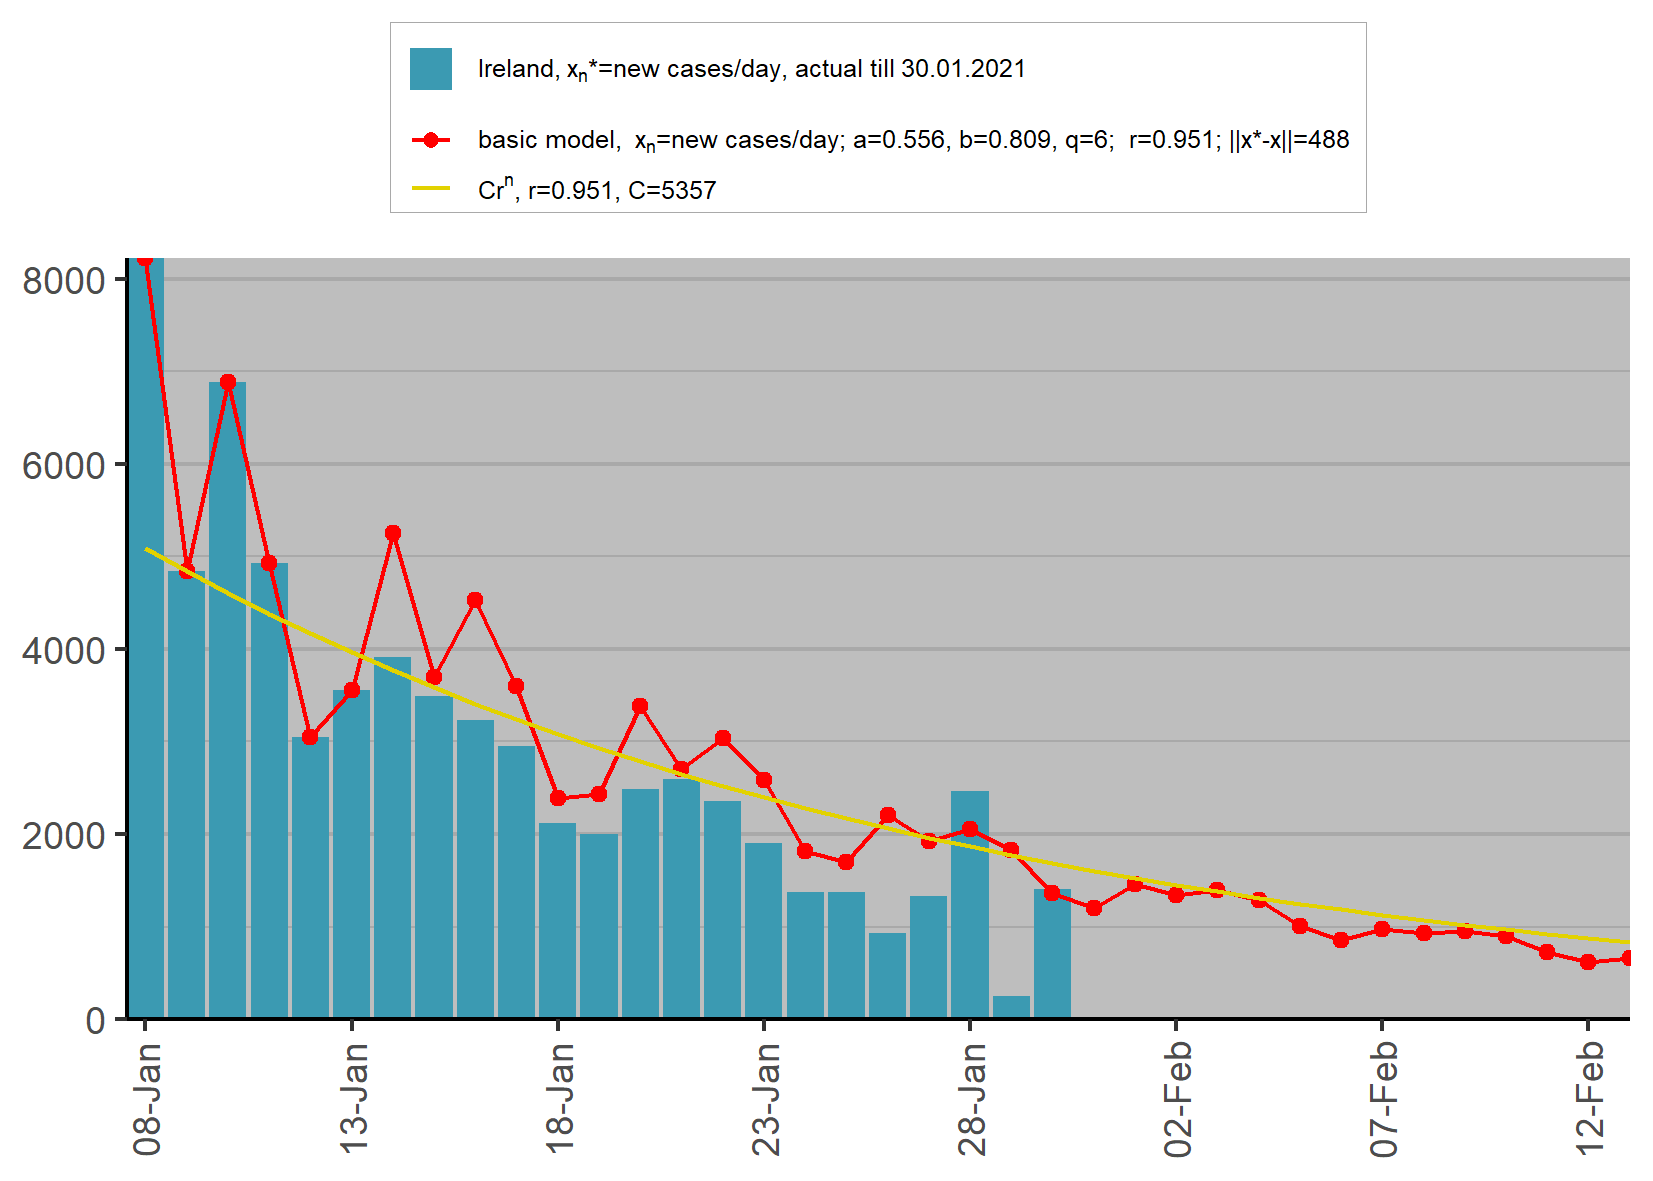 Ireland, xn*=new cases/day, actual till 30.01.2021
basic model,  xn=new cases/day; a=0.556, b=0.809, q=6;  r=0.951; ||x*-x||=488
Crn, r=0.951, C=5357
8000
6000
4000
2000
0
08-Jan
13-Jan
18-Jan
23-Jan
28-Jan
02-Feb
07-Feb
12-Feb